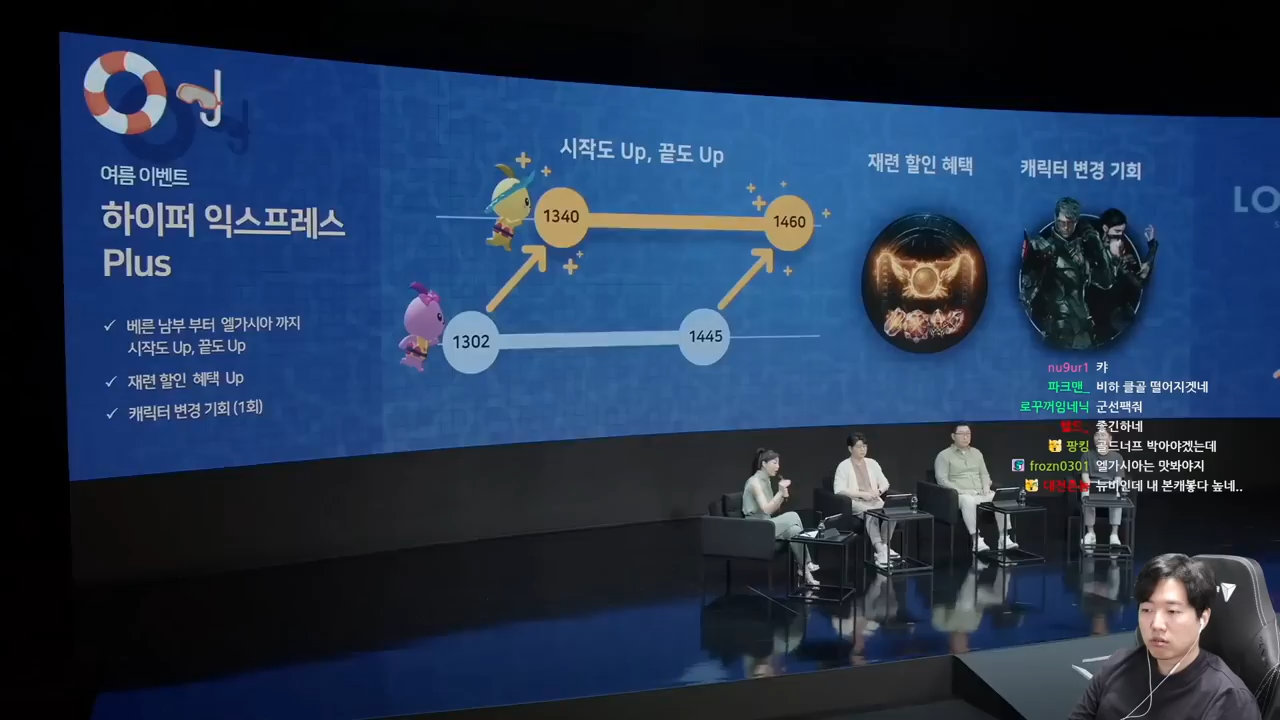 여름 이벤트
하이퍼 익스프레스
Plus
✓ 베른 남부 부터 엘가시아 까지
시작도 Up, 끝도 Up
✓ 재련 할인 혜택 Up
✓ 캐릭터 변경 기회 (1회)
시작도 Up, 끝도 Up
1340
1460
1302
1445
재련 할인 혜택
캐릭터 변경 기회
LO
nu9ur1 캬
파크맨_ 비하 클골 떨어지겟네
로꾸꺼임네닉 군선팩줘
좋긴하네
팡킹 골드너프 박아야겠는데
frozn0301 엘가시아는 맛봐야지
뉴비인데 내 본캐봏다 높네..